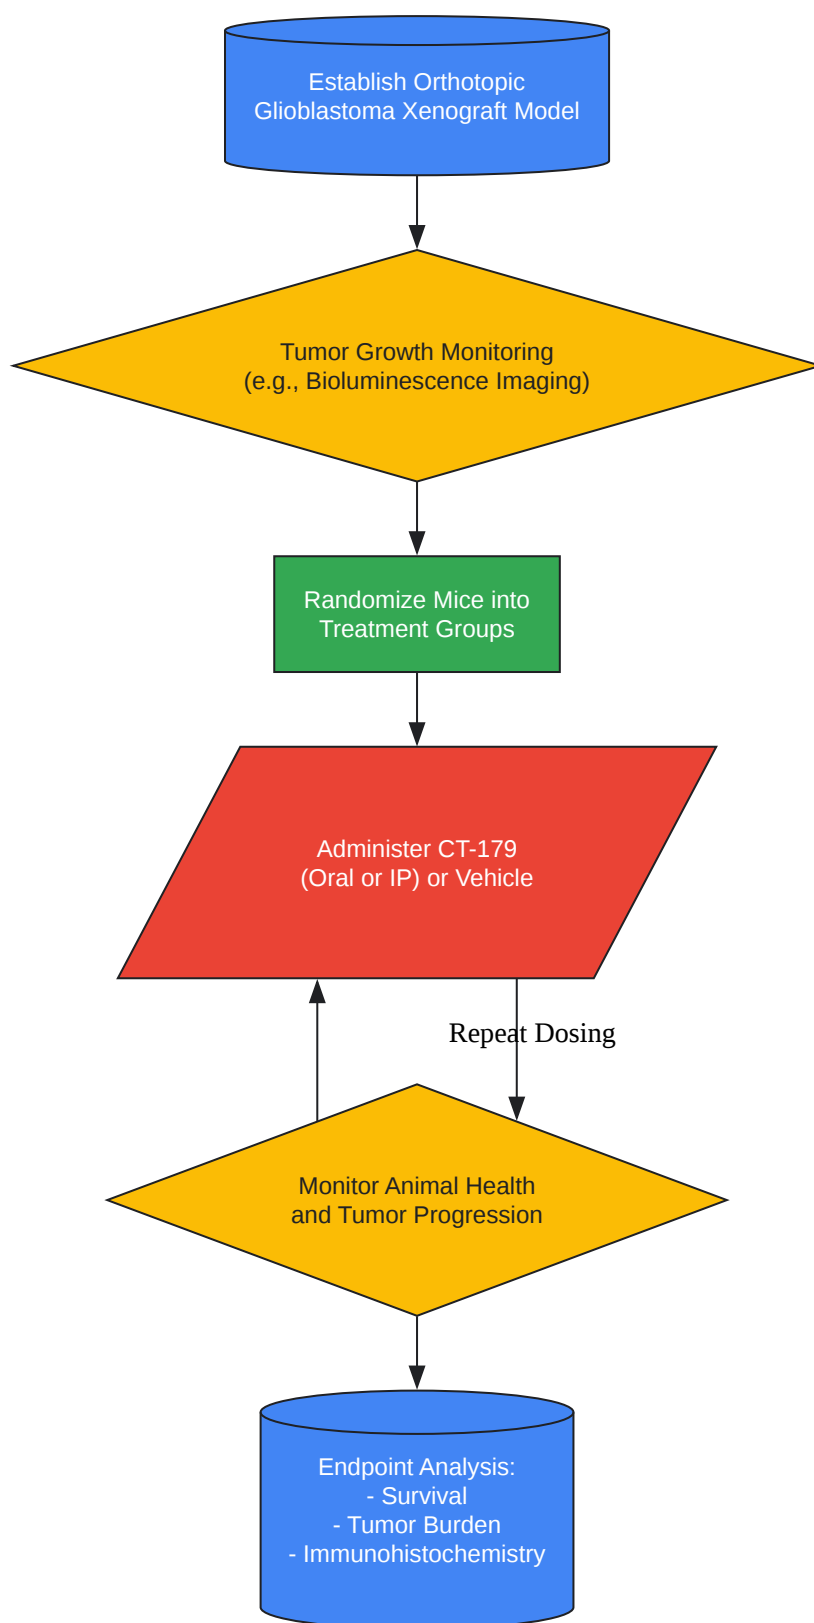 Establish Orthotopic
Glioblastoma Xenograft Model
Tumor Growth Monitoring
(e.g., Bioluminescence Imaging)
Randomize Mice into
Treatment Groups
Administer CT-179
(Oral or IP) or Vehicle
Repeat Dosing
Monitor Animal Health
and Tumor Progression
Endpoint Analysis:
- Survival
- Tumor Burden
- Immunohistochemistry